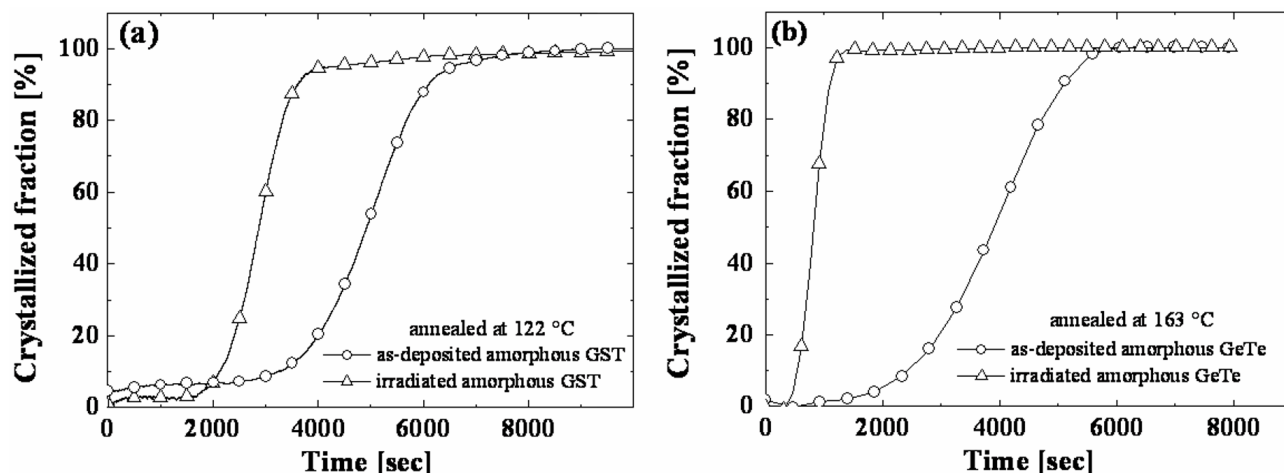 (a)
Crystallized fraction [%]
100
80
60
40
20
0
annealed at 122 °C
as-deposited amorphous GST
irradiated amorphous GST
0 2000 4000 6000 8000
Time [sec]
(b)
Crystallized fraction [%]
100
80
60
40
20
0
annealed at 163 °C
as-deposited amorphous GeTe
irradiated amorphous GeTe
0 2000 4000 6000 8000
Time [sec]